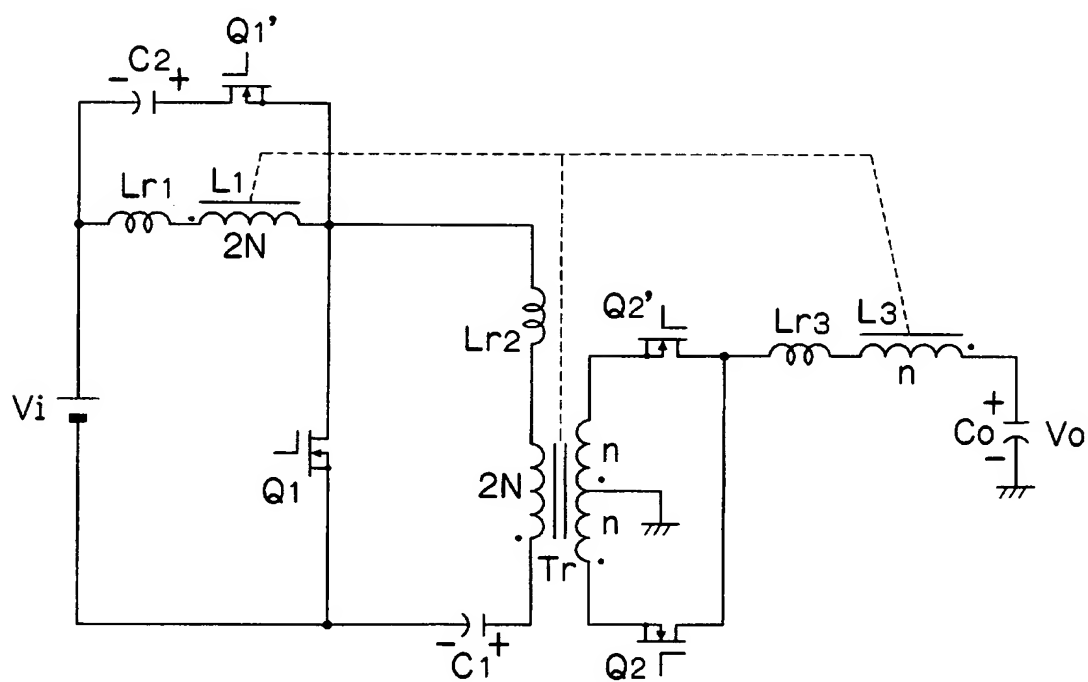 Q1'
- C2 +
Lr1
L1
2N
Lr2
Q2'
Lr3
L3
n
Vi
+
Co
Vo
-
Q1
2N
n
n
Tr
- C1 +
Q2